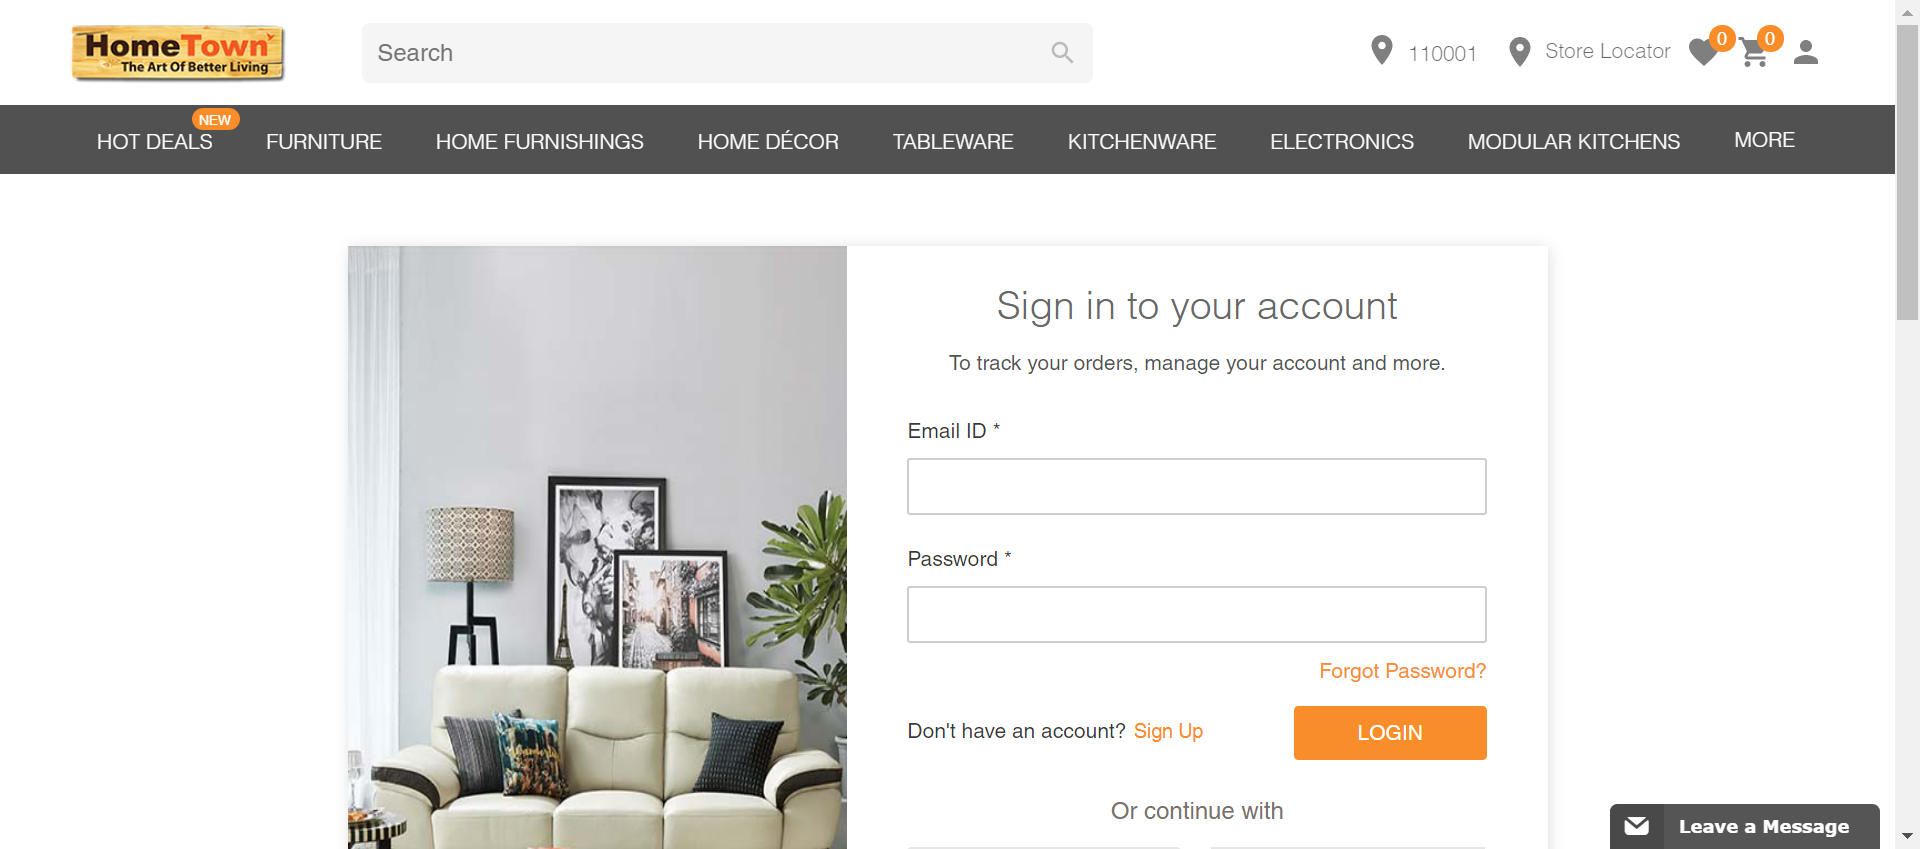 HomeTown
The Art Of Better Living
Search
110001
Store Locator
0
0
HOT DEALS
NEW
FURNITURE
HOME FURNISHINGS
HOME DÉCOR
TABLEWARE
KITCHENWARE
ELECTRONICS
MODULAR KITCHENS
MORE
Sign in to your account
To track your orders, manage your account and more.
Email ID *
Password *
Forgot Password?
Don't have an account? Sign Up
LOGIN
Or continue with
Leave a Message